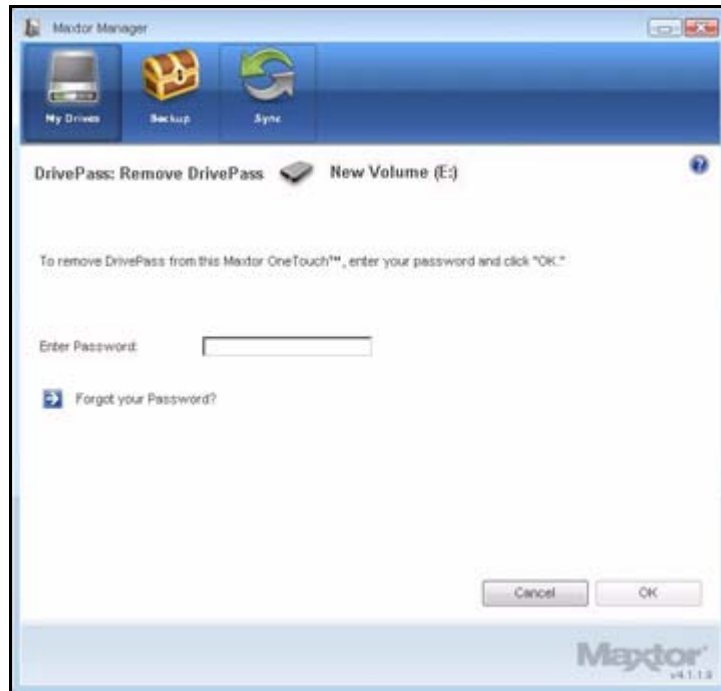 Maxtor Manager
My Drives Backup Sync
DrivePass: Remove DrivePass New Volume (E:)
To remove DrivePass from this Maxtor OneTouch™, enter your password and click "OK."
Enter Password:
Forgot your Password?
Cancel OK
Maxtor
v4.1.1.9